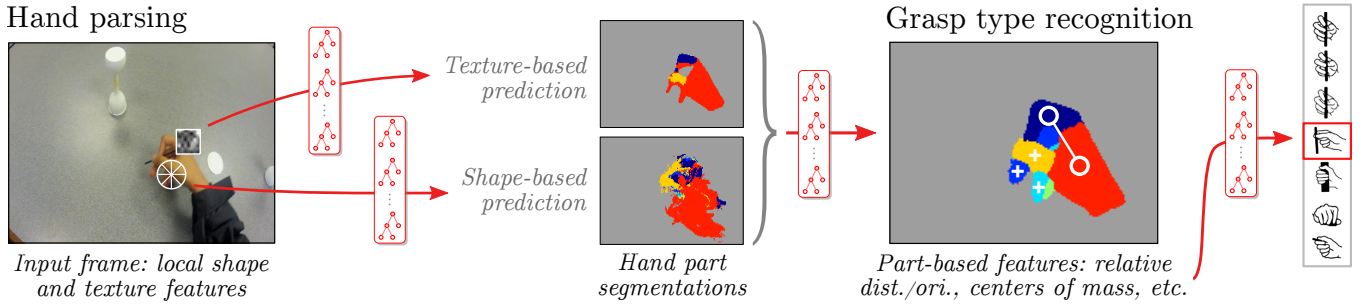 Hand parsing
Grasp type recognition
Texture-based
prediction
Shape-based
prediction
Input frame: local shape
and texture features
Hand part
segmentations
Part-based features: relative
dist./ori., centers of mass, etc.